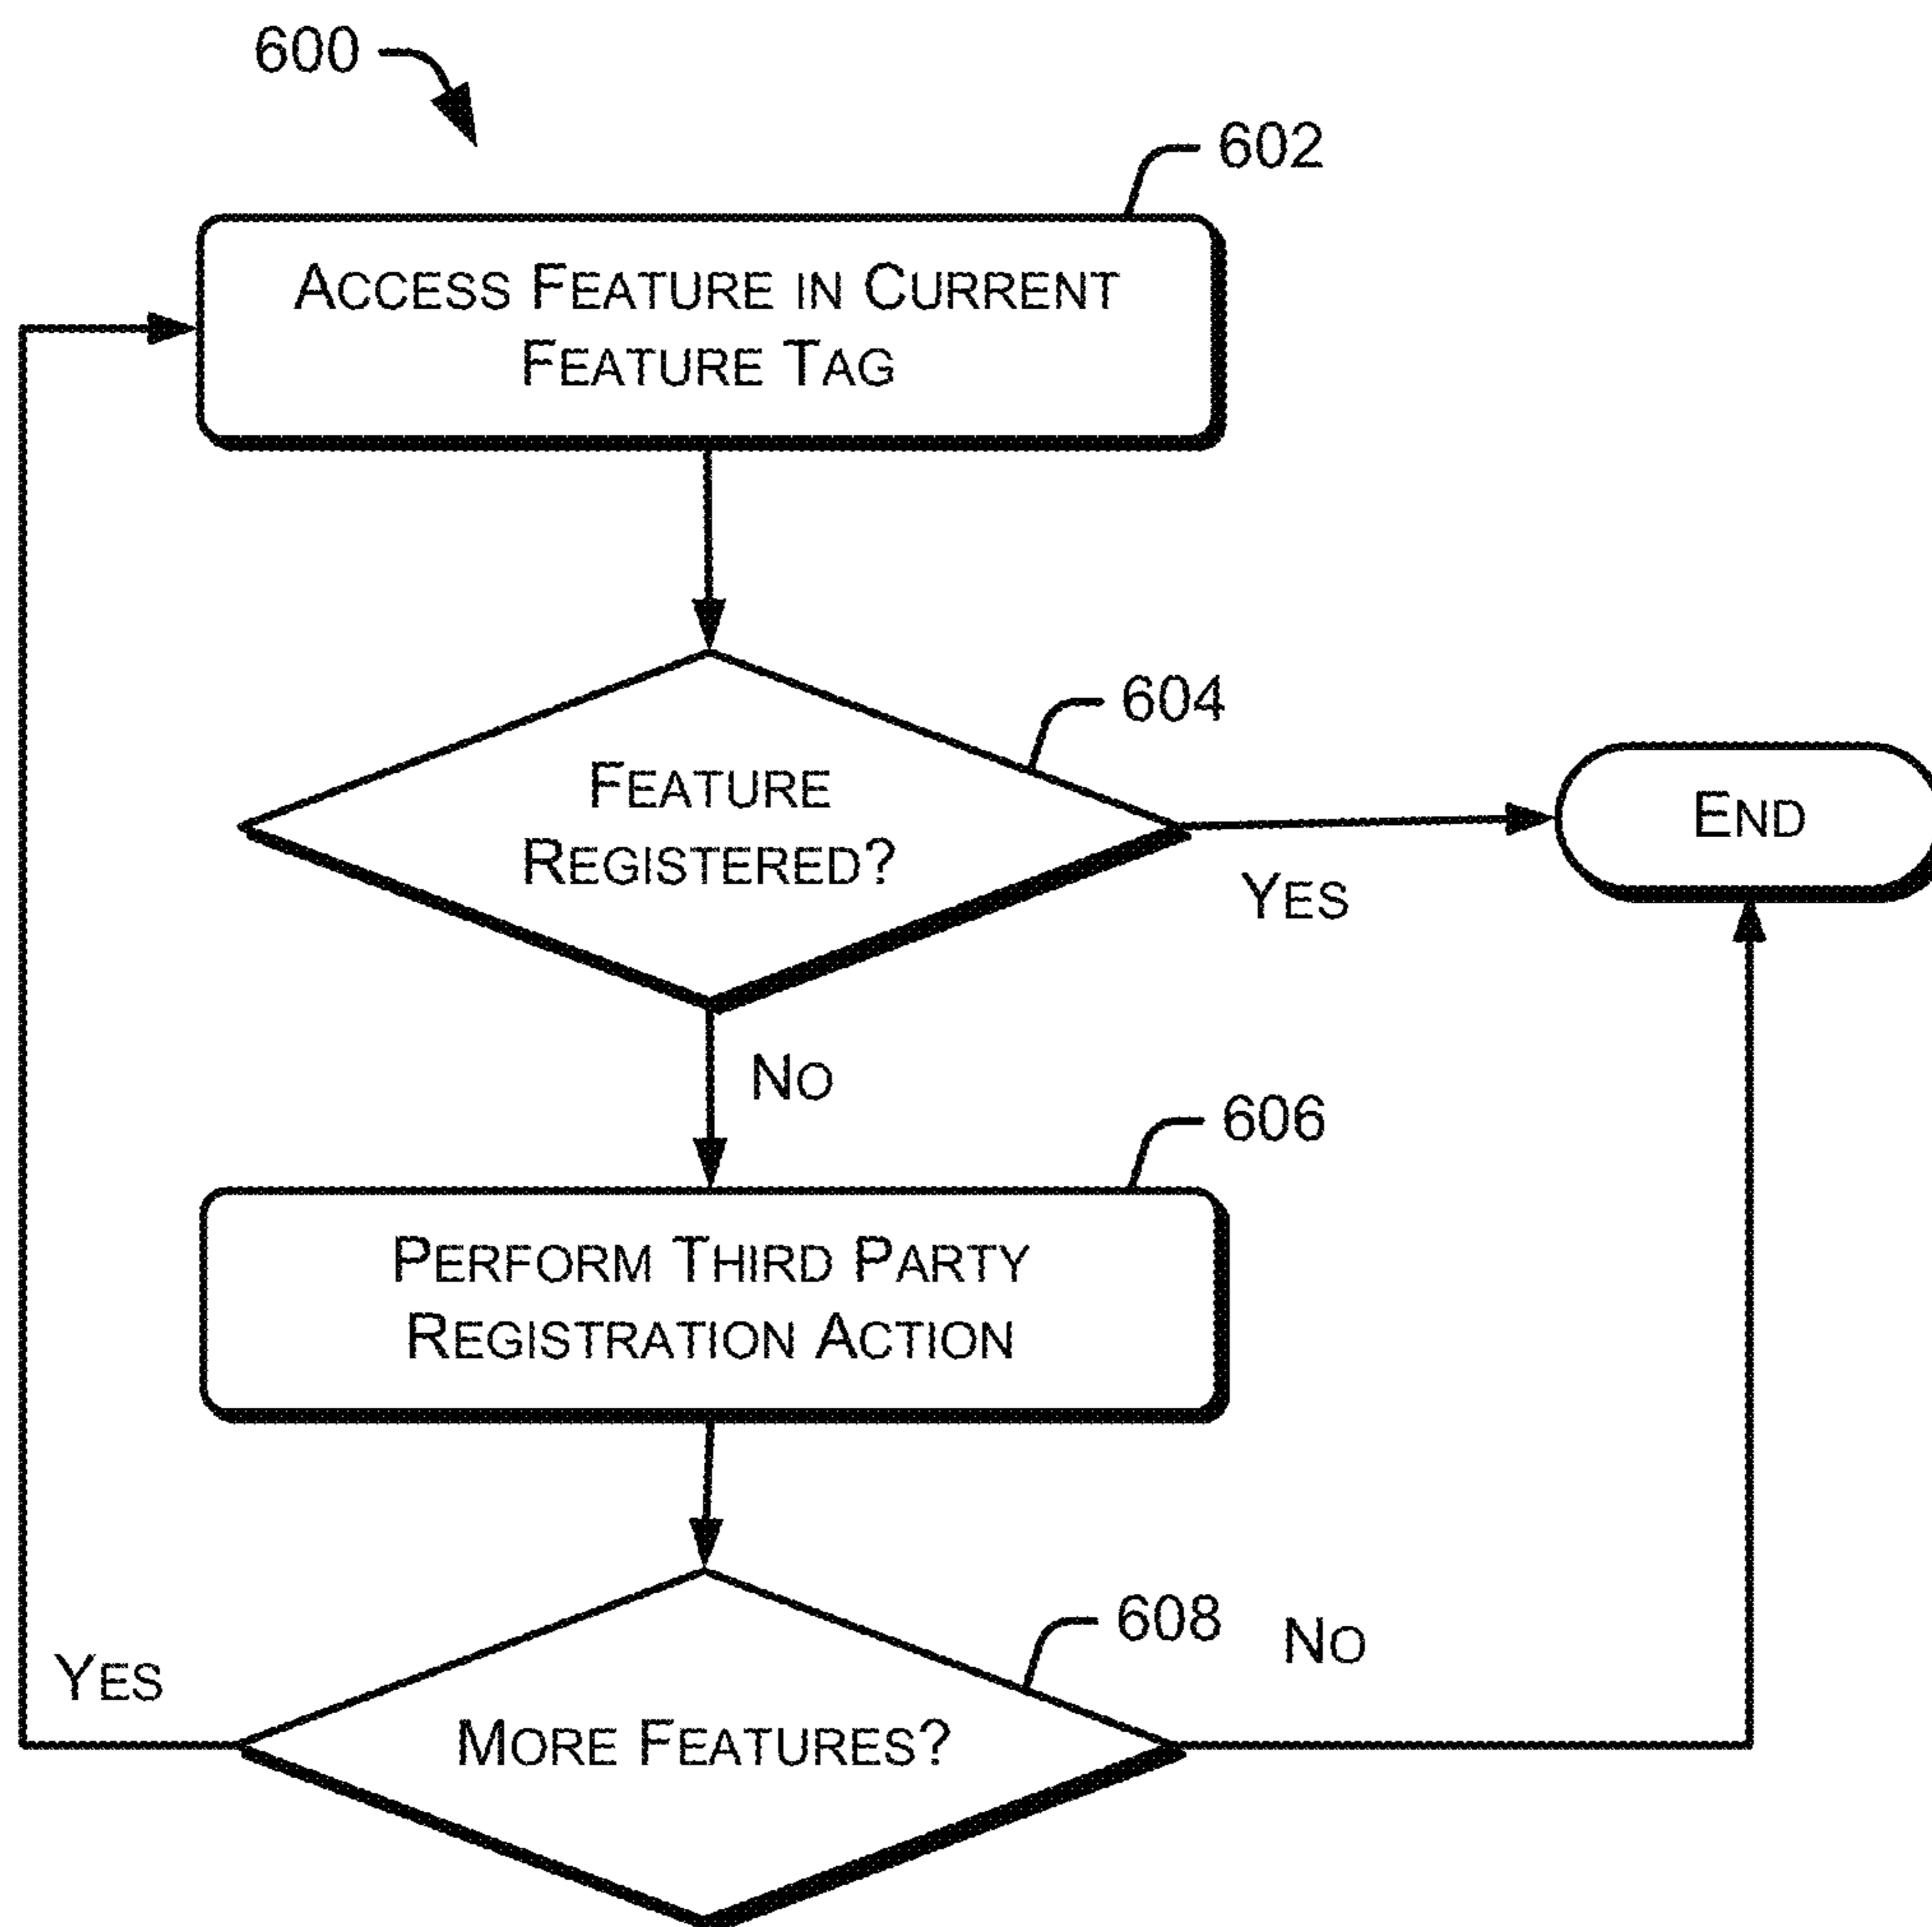 600
602
ACCESS FEATURE IN CURRENT
FEATURE TAG
604
FEATURE
REGISTERED?
END
YES
NO
606
PERFORM THIRD PARTY
REGISTRATION ACTION
608
NO
YES
MORE FEATURES?